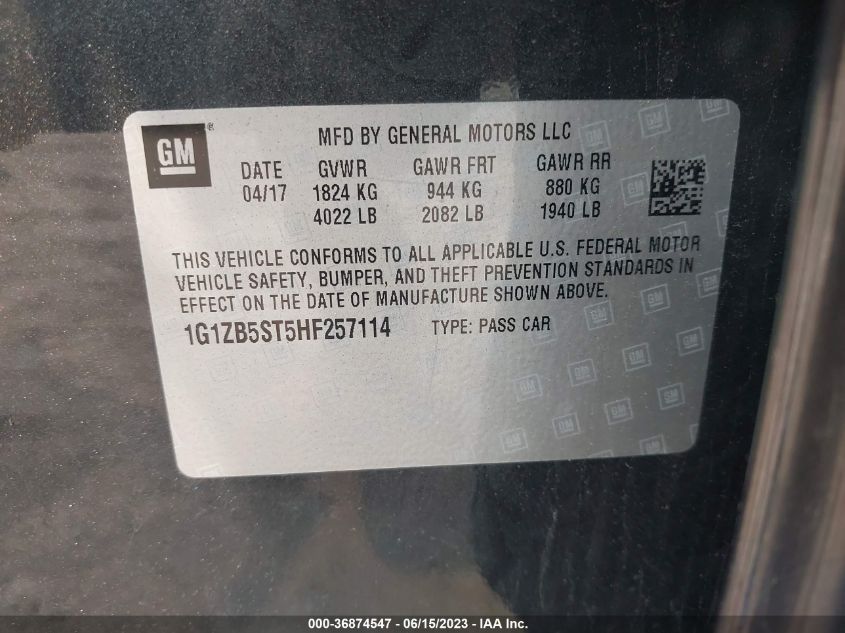 GM®
MFD BY GENERAL MOTORS LLC
DATE GVWR GAWR FRT GAWR RR
04/17 1824 KG 944 KG 880 KG
4022 LB 2082 LB 1940 LB
THIS VEHICLE CONFORMS TO ALL APPLICABLE U.S. FEDERAL MOTOR
VEHICLE SAFETY, BUMPER, AND THEFT PREVENTION STANDARDS IN
EFFECT ON THE DATE OF MANUFACTURE SHOWN ABOVE.
1G1ZB5ST5HF257114 TYPE: PASS CAR
000-36874547 - 06/15/2023 - IAA Inc.